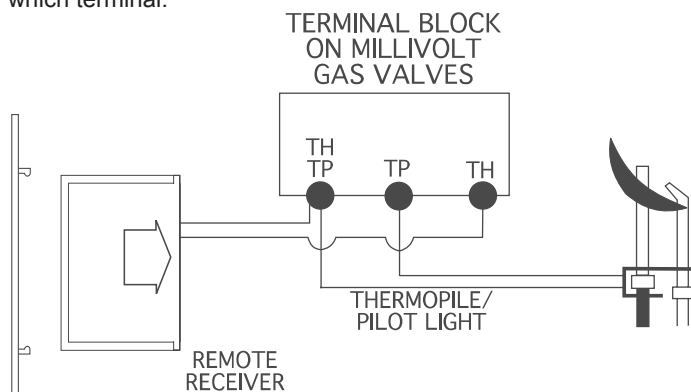 which terminal.
TERMINAL BLOCK
ON MILLIVOLT
GAS VALVES
TH
TP
TP
TH
THERMOPILE/
PILOT LIGHT
REMOTE
RECEIVER